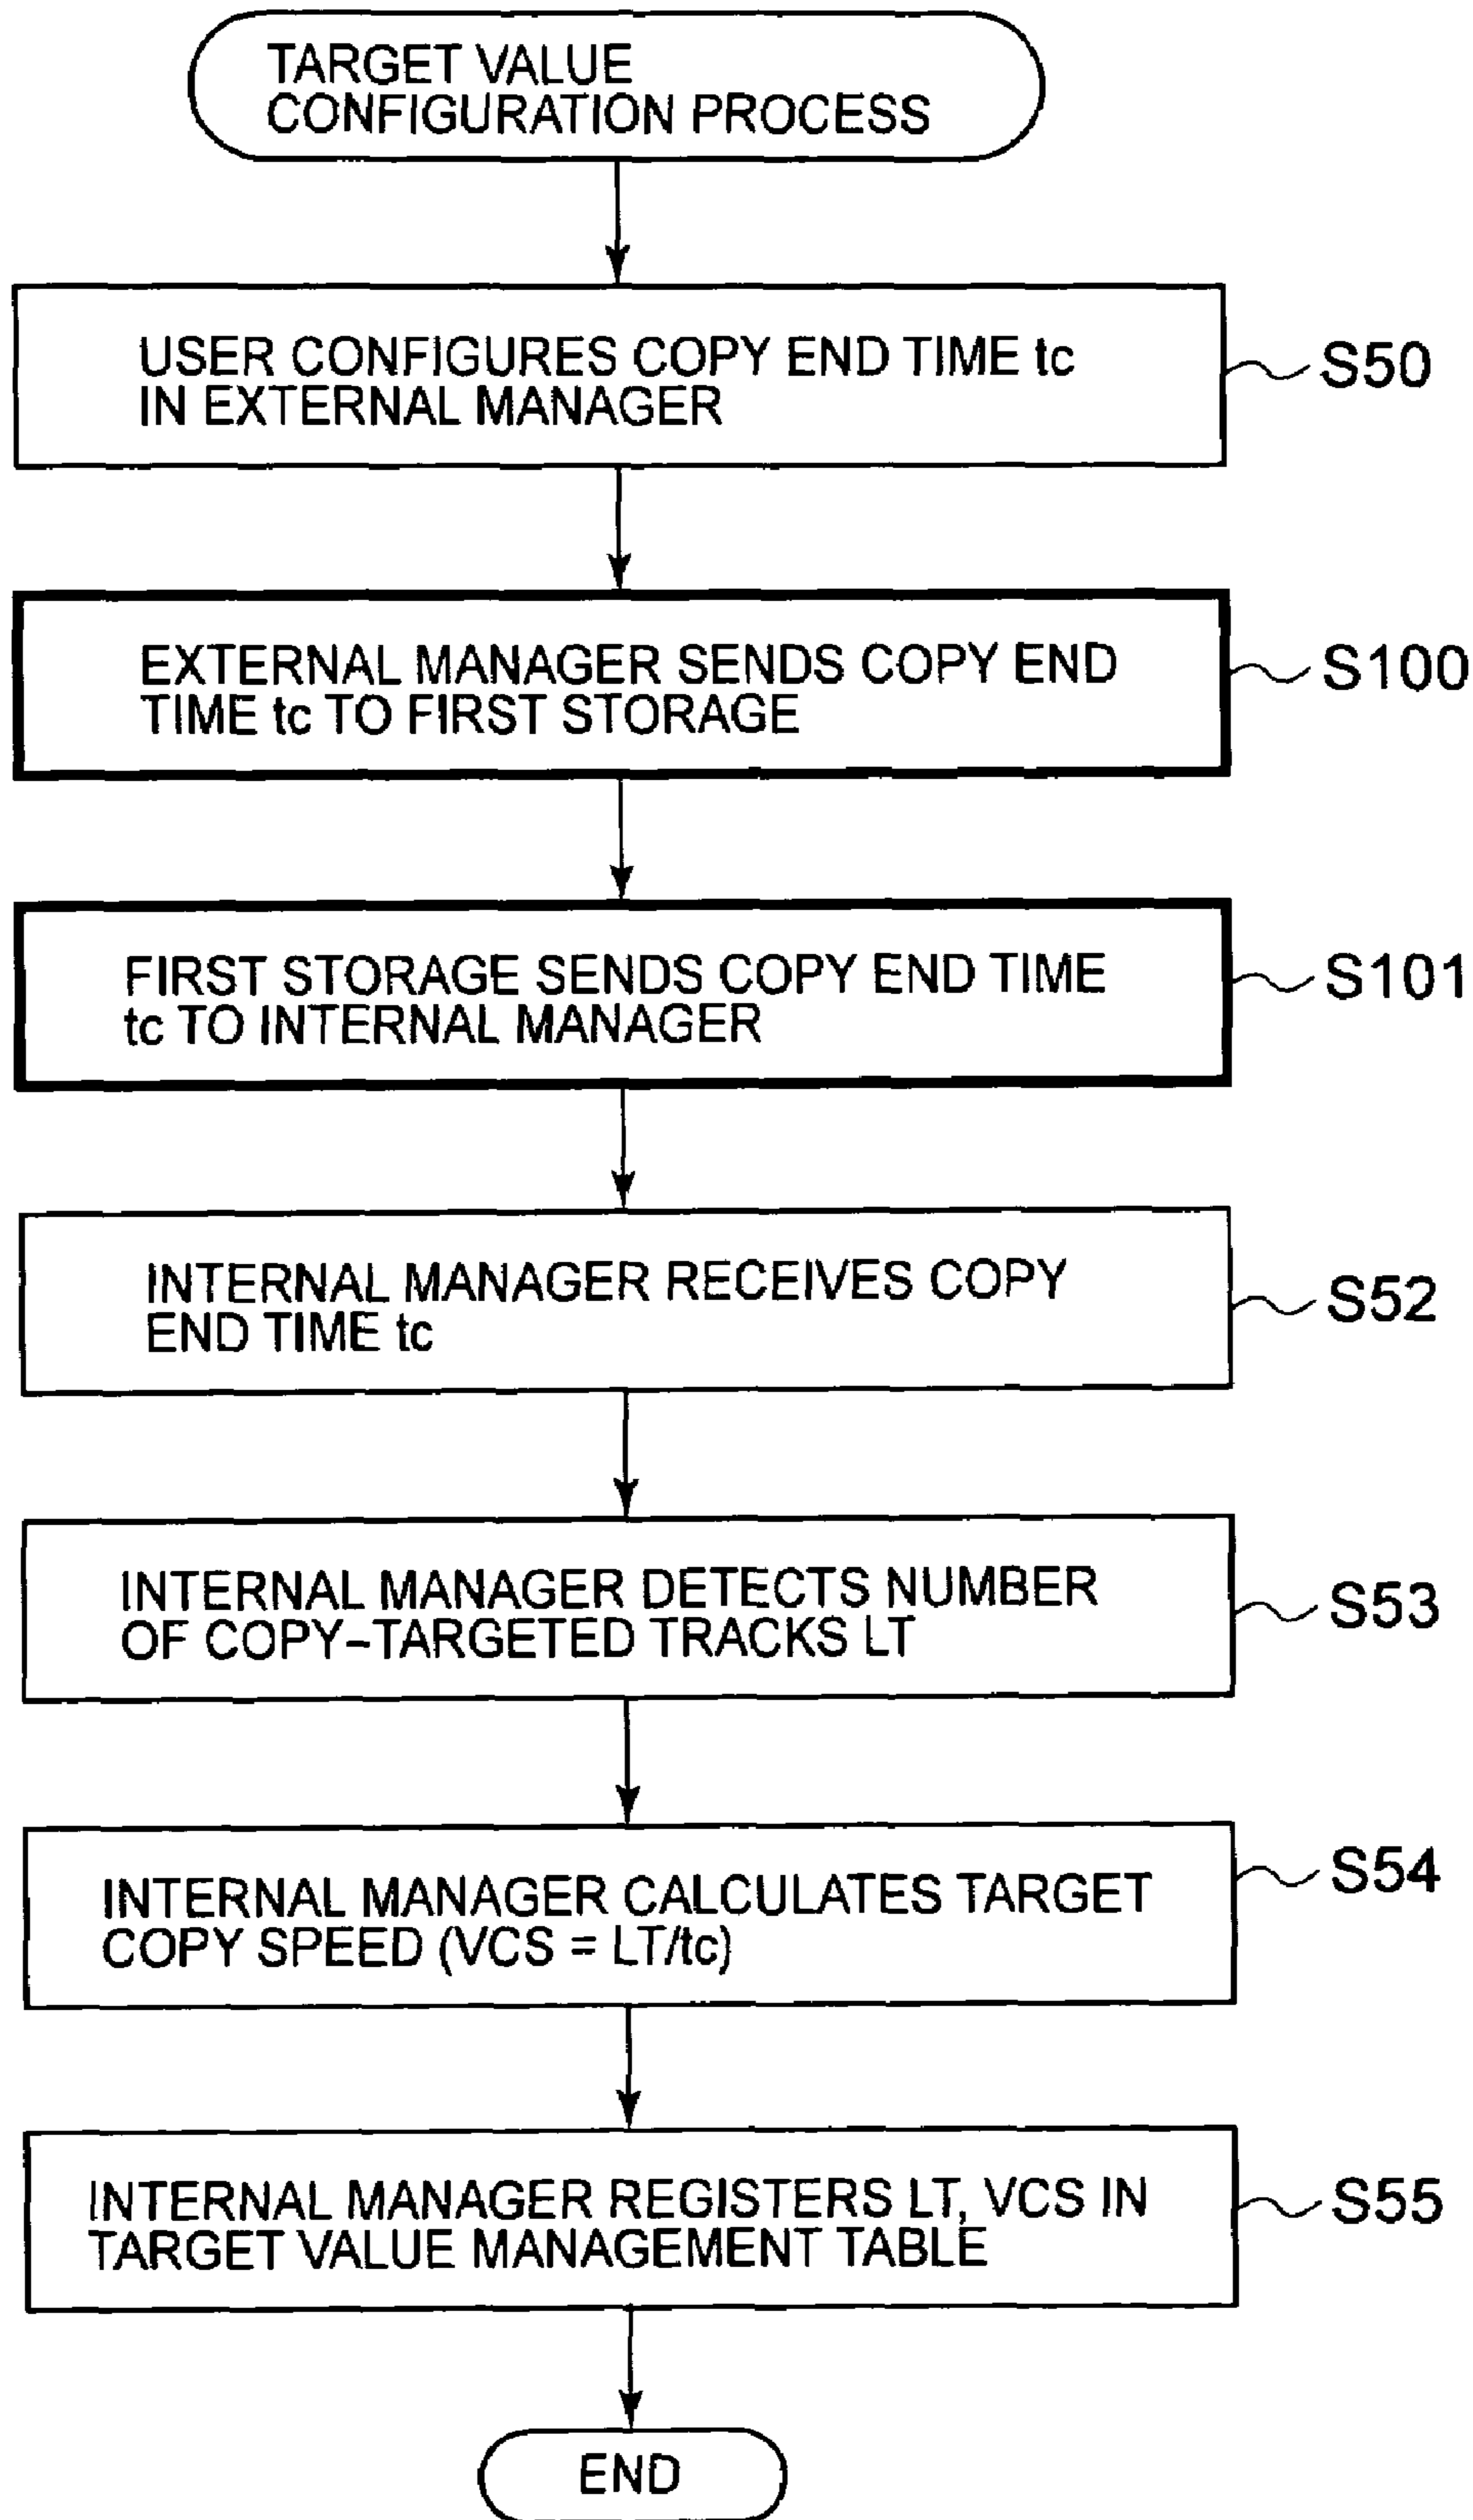 TARGET VALUE
CONFIGURATION PROCESS
USER CONFIGURES COPY END TIME tc
IN EXTERNAL MANAGER
S50
EXTERNAL MANAGER SENDS COPY END
TIME tc TO FIRST STORAGE
S100
FIRST STORAGE SENDS COPY END TIME
tc TO INTERNAL MANAGER
S101
INTERNAL MANAGER RECEIVES COPY
END TIME tc
S52
INTERNAL MANAGER DETECTS NUMBER
OF COPY-TARGETED TRACKS LT
S53
INTERNAL MANAGER CALCULATES TARGET
COPY SPEED (VCS = LT/tc)
S54
INTERNAL MANAGER REGISTERS LT, VCS IN
TARGET VALUE MANAGEMENT TABLE
S55
END